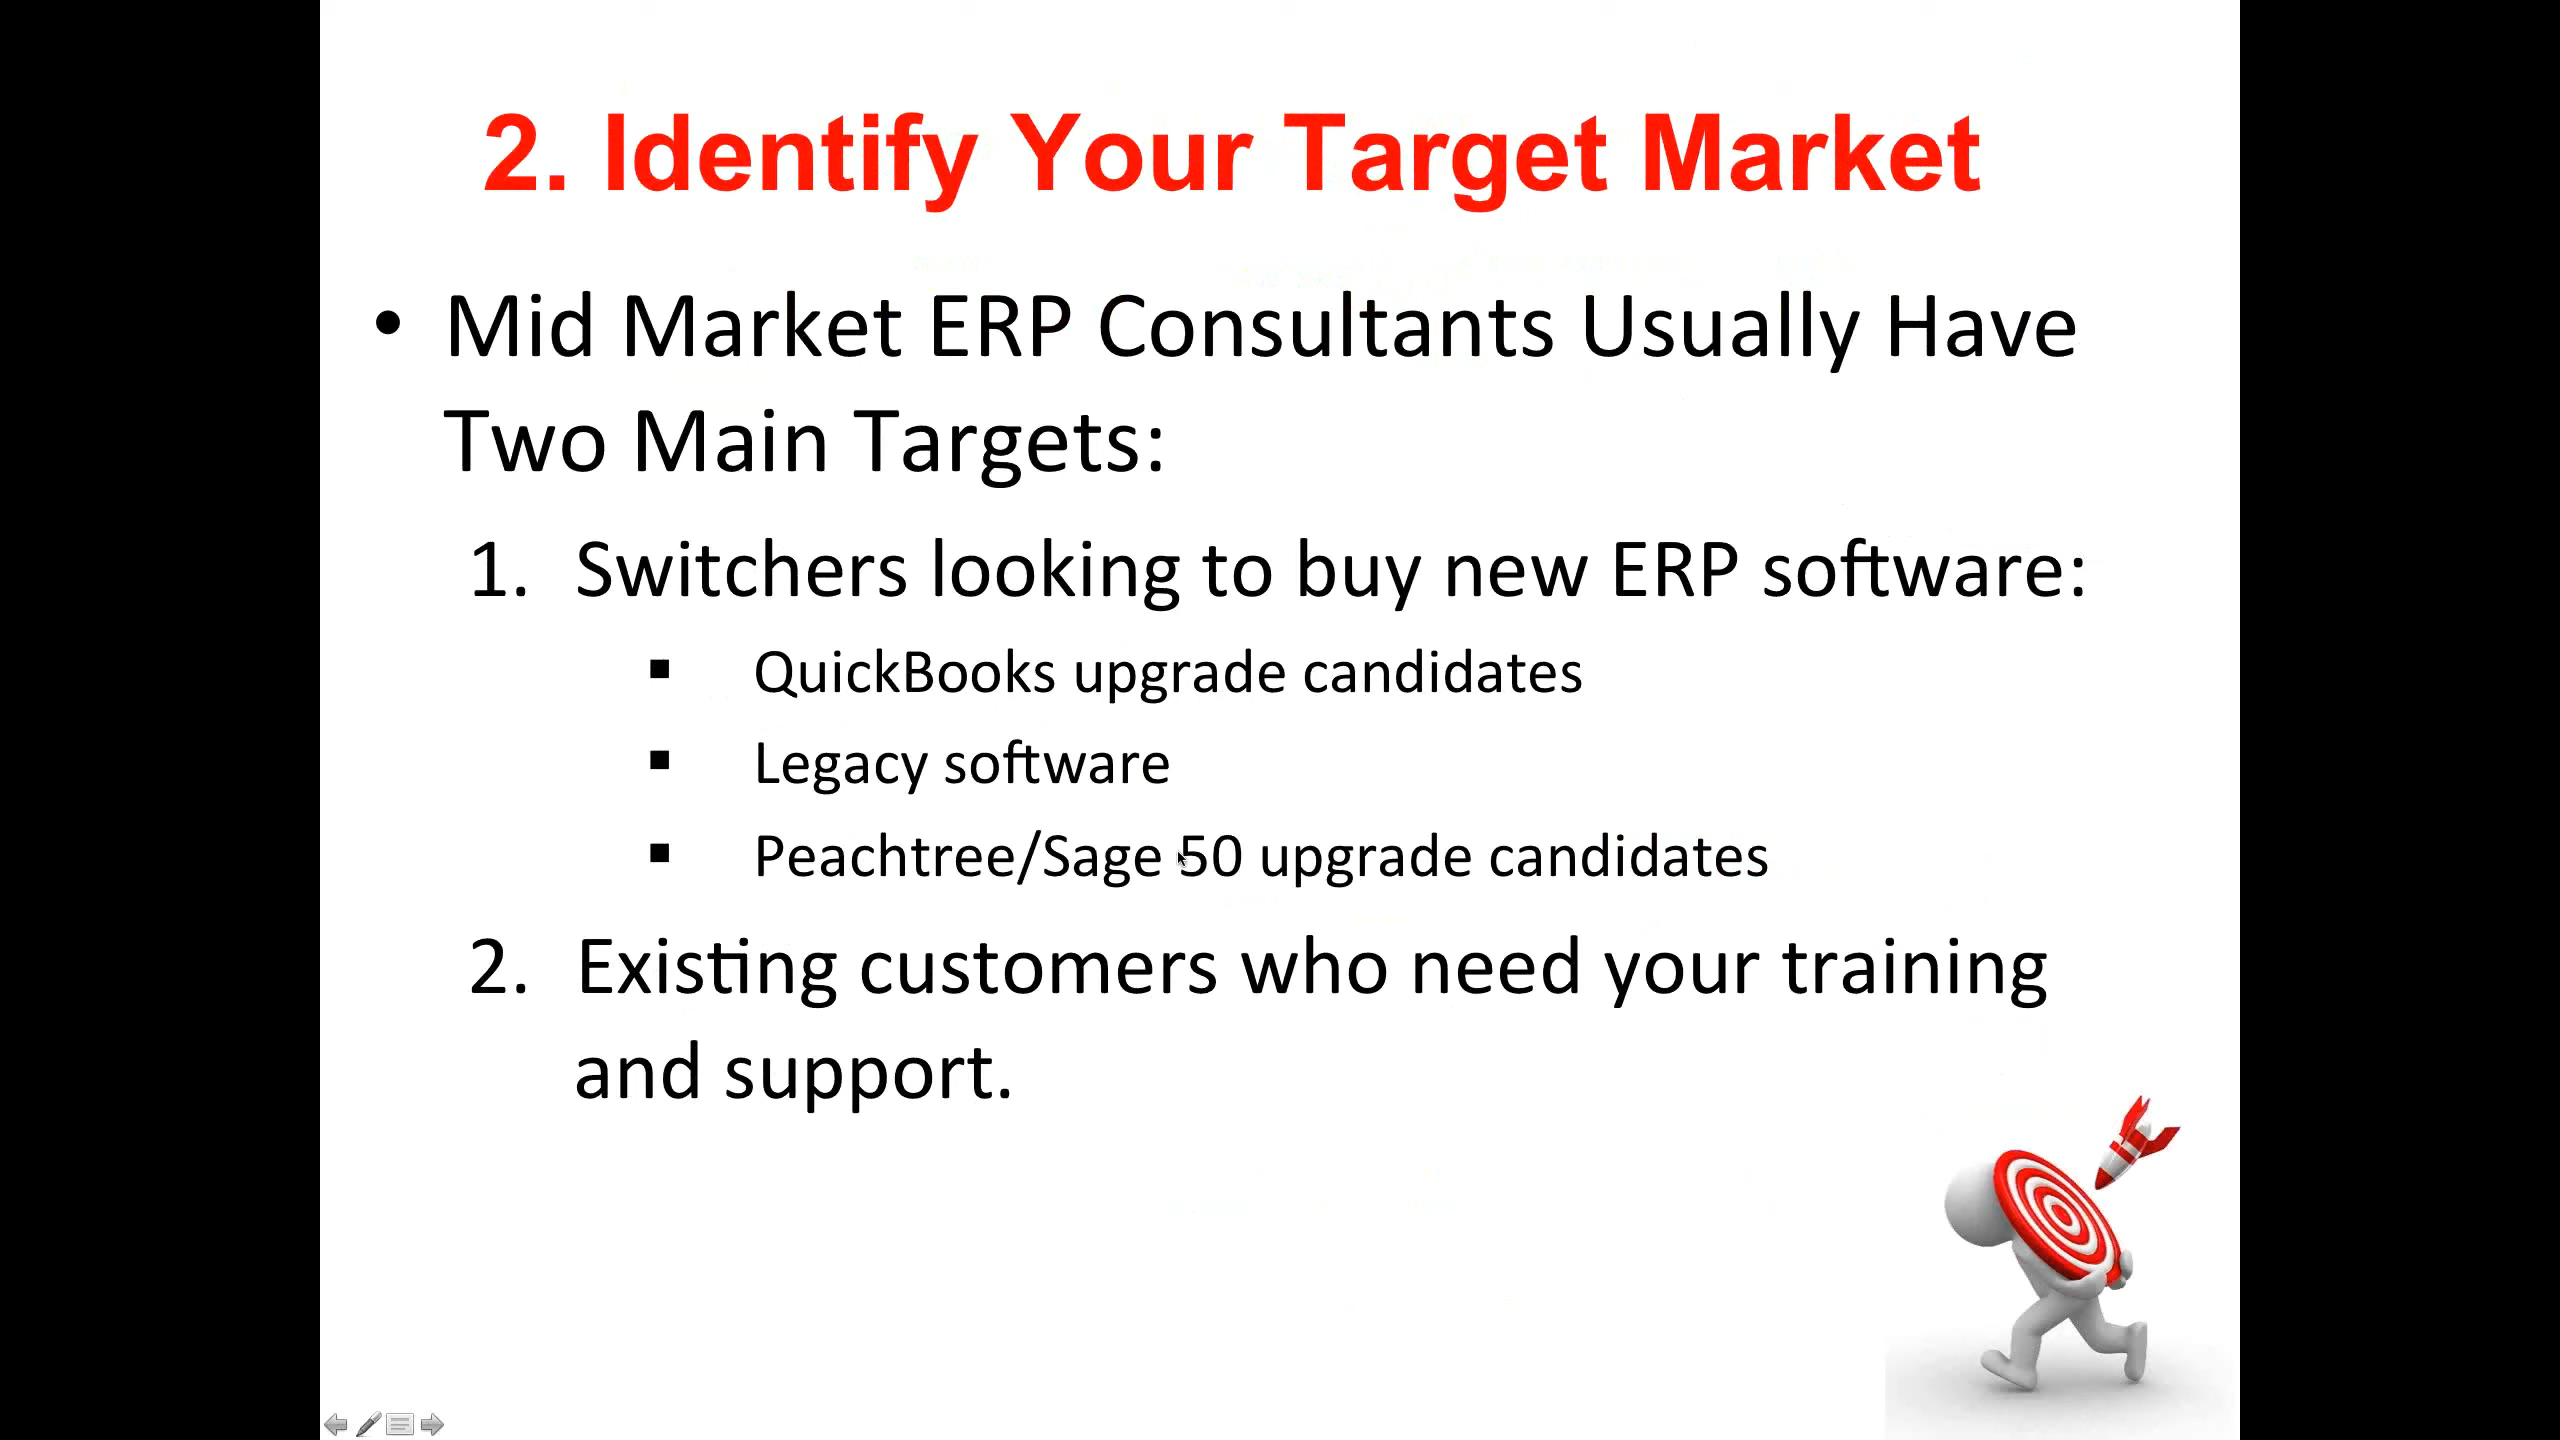 2. Identify Your Target Market
• Mid Market ERP Consultants Usually Have
Two Main Targets:
1. Switchers looking to buy new ERP software:
▪ QuickBooks upgrade candidates
▪ Legacy software
▪ Peachtree/Sage 50 upgrade candidates
2. Existing customers who need your training
and support.